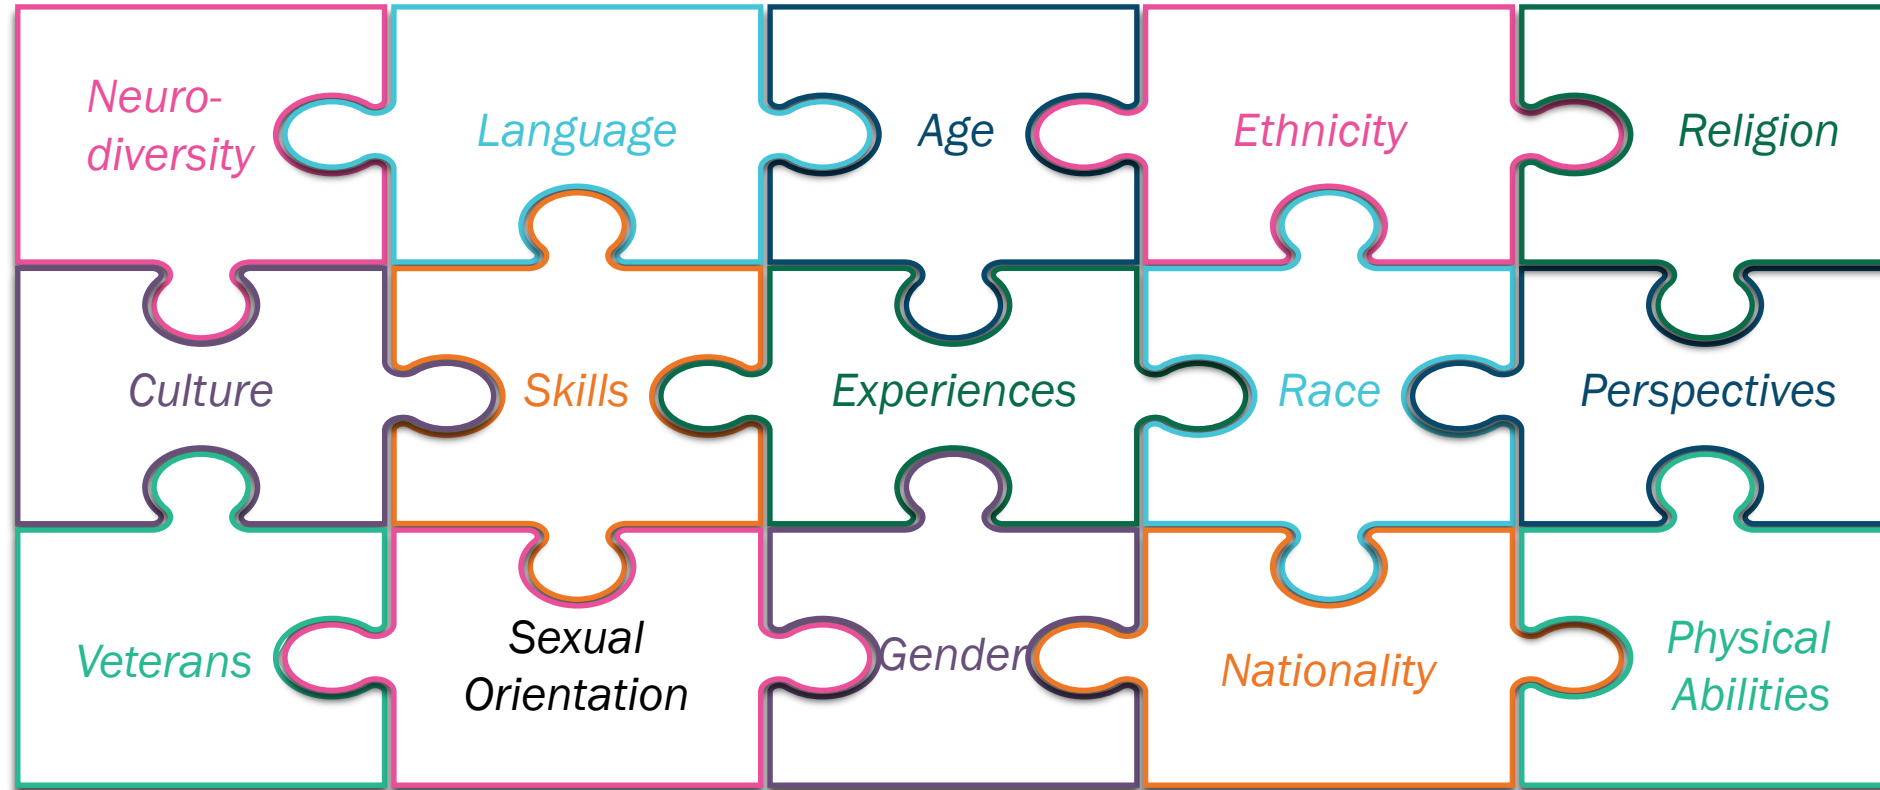 Neuro-
diversity
Language
Age
Ethnicity
Religion
Culture
Skills
Experiences
Race
Perspectives
Veterans
Sexual
Orientation
Gender
Nationality
Physical
Abilities